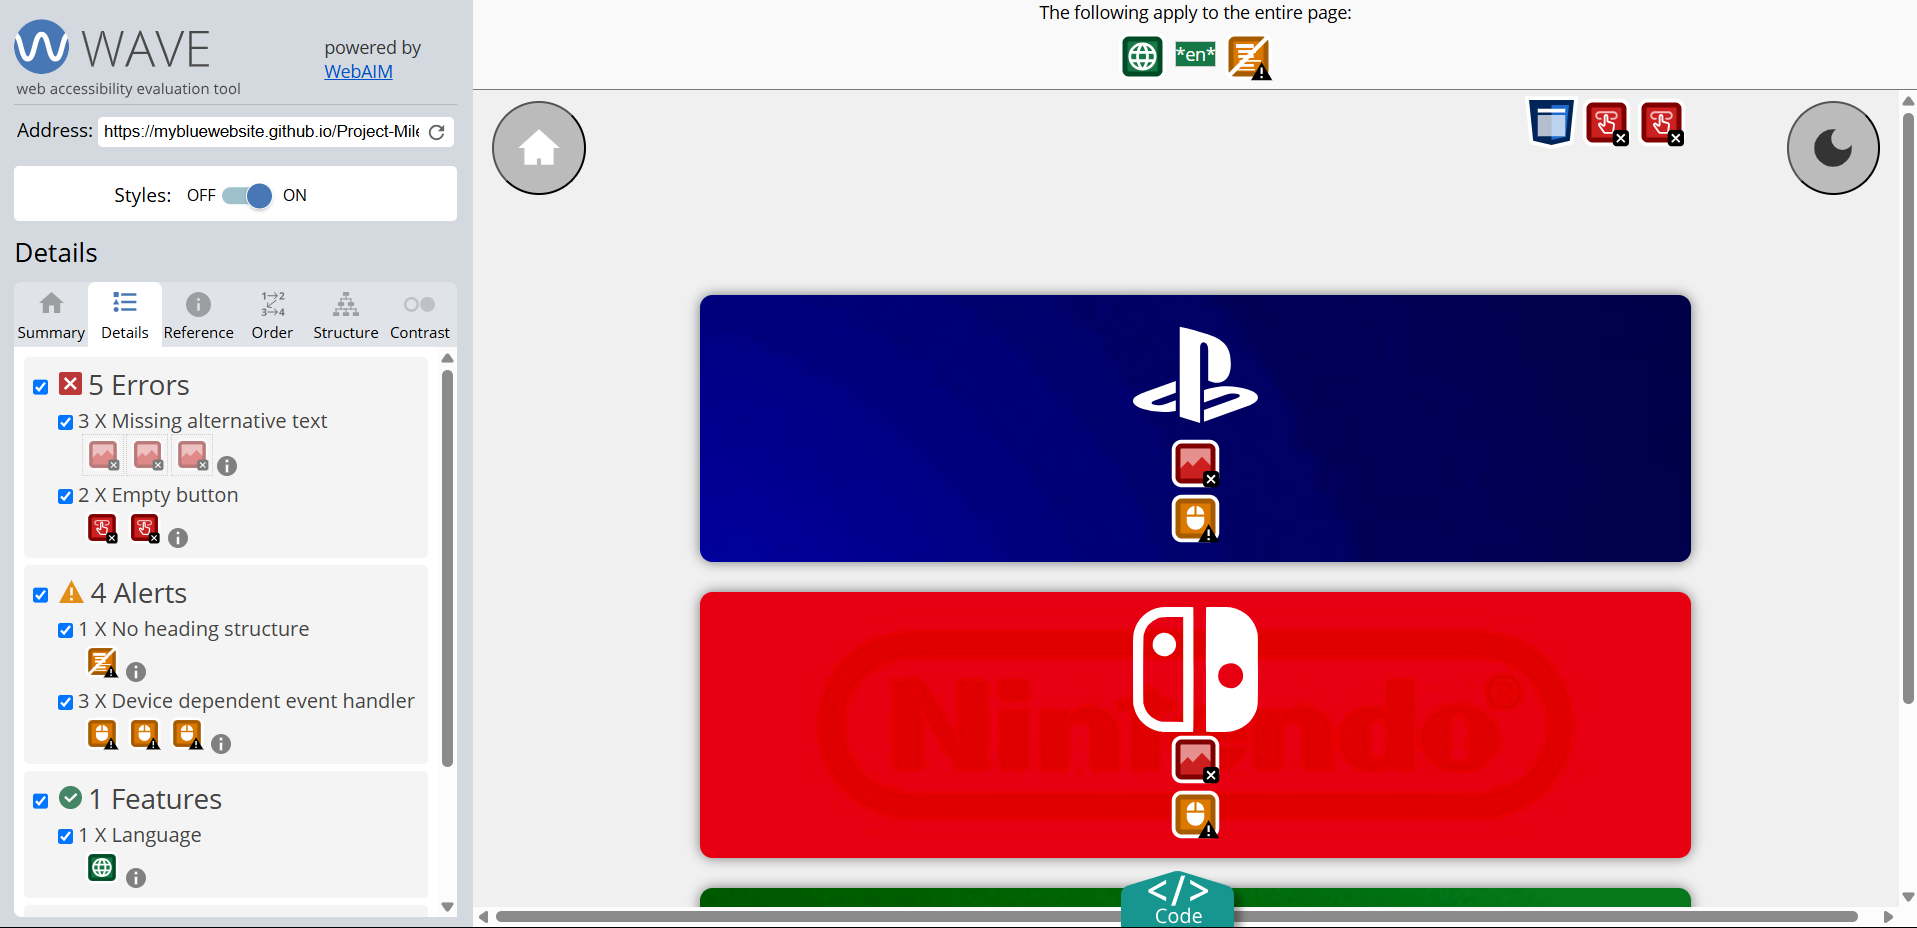 WAVE
web accessibility evaluation tool
powered by
WebAIM
Address: https://mybluewebsite.github.io/Project-Mile
Styles: OFF ON
Details
Summary Details Reference Order Structure Contrast
5 Errors
3 X Missing alternative text
2 X Empty button
4 Alerts
1 X No heading structure
3 X Device dependent event handler
1 Features
1 X Language
The following apply to the entire page:
*en*
Nintendo®
</> Code